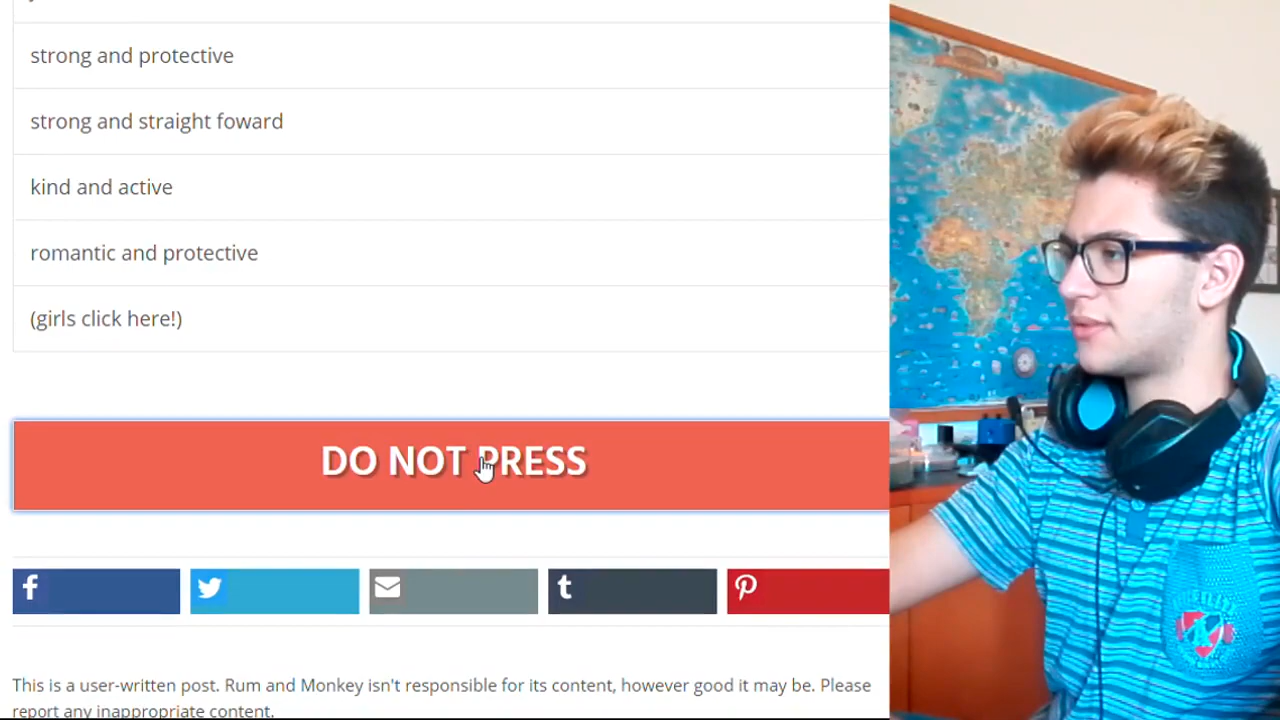 strong and protective
strong and straight foward
kind and active
romantic and protective
(girls click here!)
DO NOT PRESS
This is a user-written post. Rum and Monkey isn't responsible for its content, however good it may be. Please
report any inappropriate content.